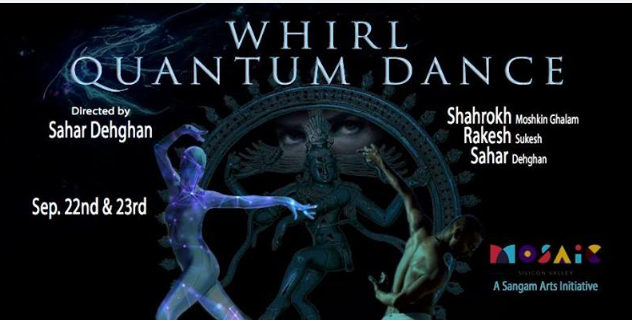 WHIRL
QUANTUM DANCE
Directed by
Sahar Dehghan
Sep. 22nd & 23rd
Shahrokh Moshkin Ghalam
Rakesh Sukesh
Sahar Dehghan
MOSAIC
SILICON VALLEY
A Sangam Arts Initiative